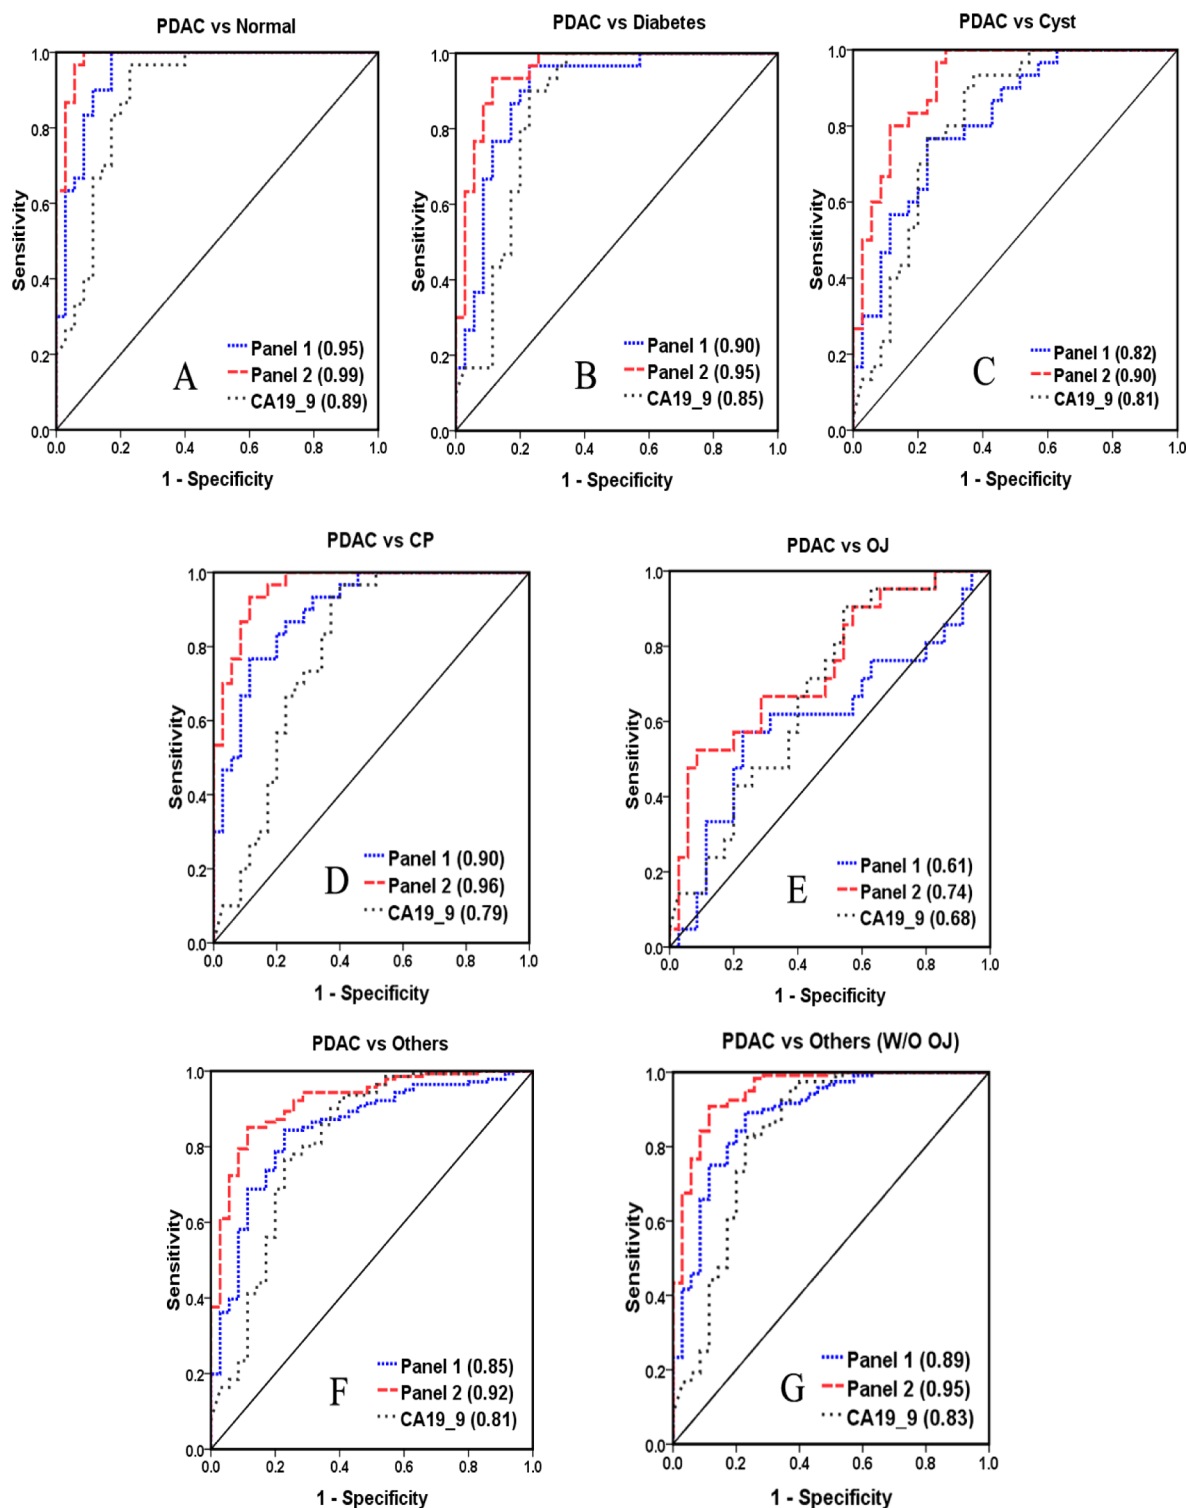 PDAC vs Normal
1.0
0.8
0.6
0.4
0.2
0.0
0.0 0.2 0.4 0.6 0.8 1.0
Sensitivity
1 - Specificity
A
Panel 1 (0.95)
Panel 2 (0.99)
CA19_9 (0.89)
PDAC vs Diabetes
1.0
0.8
0.6
0.4
0.2
0.0
0.0 0.2 0.4 0.6 0.8 1.0
Sensitivity
1 - Specificity
B
Panel 1 (0.90)
Panel 2 (0.95)
CA19_9 (0.85)
PDAC vs Cyst
1.0
0.8
0.6
0.4
0.2
0.0
0.0 0.2 0.4 0.6 0.8 1.0
Sensitivity
1 - Specificity
C
Panel 1 (0.82)
Panel 2 (0.90)
CA19_9 (0.81)
PDAC vs CP
1.0
0.8
0.6
0.4
0.2
0.0
0.0 0.2 0.4 0.6 0.8 1.0
Sensitivity
1 - Specificity
D
Panel 1 (0.90)
Panel 2 (0.96)
CA19_9 (0.79)
PDAC vs OJ
1.0
0.8
0.6
0.4
0.2
0.0
0.0 0.2 0.4 0.6 0.8 1.0
Sensitivity
1 - Specificity
E
Panel 1 (0.61)
Panel 2 (0.74)
CA19_9 (0.68)
PDAC vs Others
1.0
0.8
0.6
0.4
0.2
0.0
0.0 0.2 0.4 0.6 0.8 1.0
Sensitivity
1 - Specificity
F
Panel 1 (0.85)
Panel 2 (0.92)
CA19_9 (0.81)
PDAC vs Others (W/O OJ)
1.0
0.8
0.6
0.4
0.2
0.0
0.0 0.2 0.4 0.6 0.8 1.0
Sensitivity
1 - Specificity
G
Panel 1 (0.89)
Panel 2 (0.95)
CA19_9 (0.83)